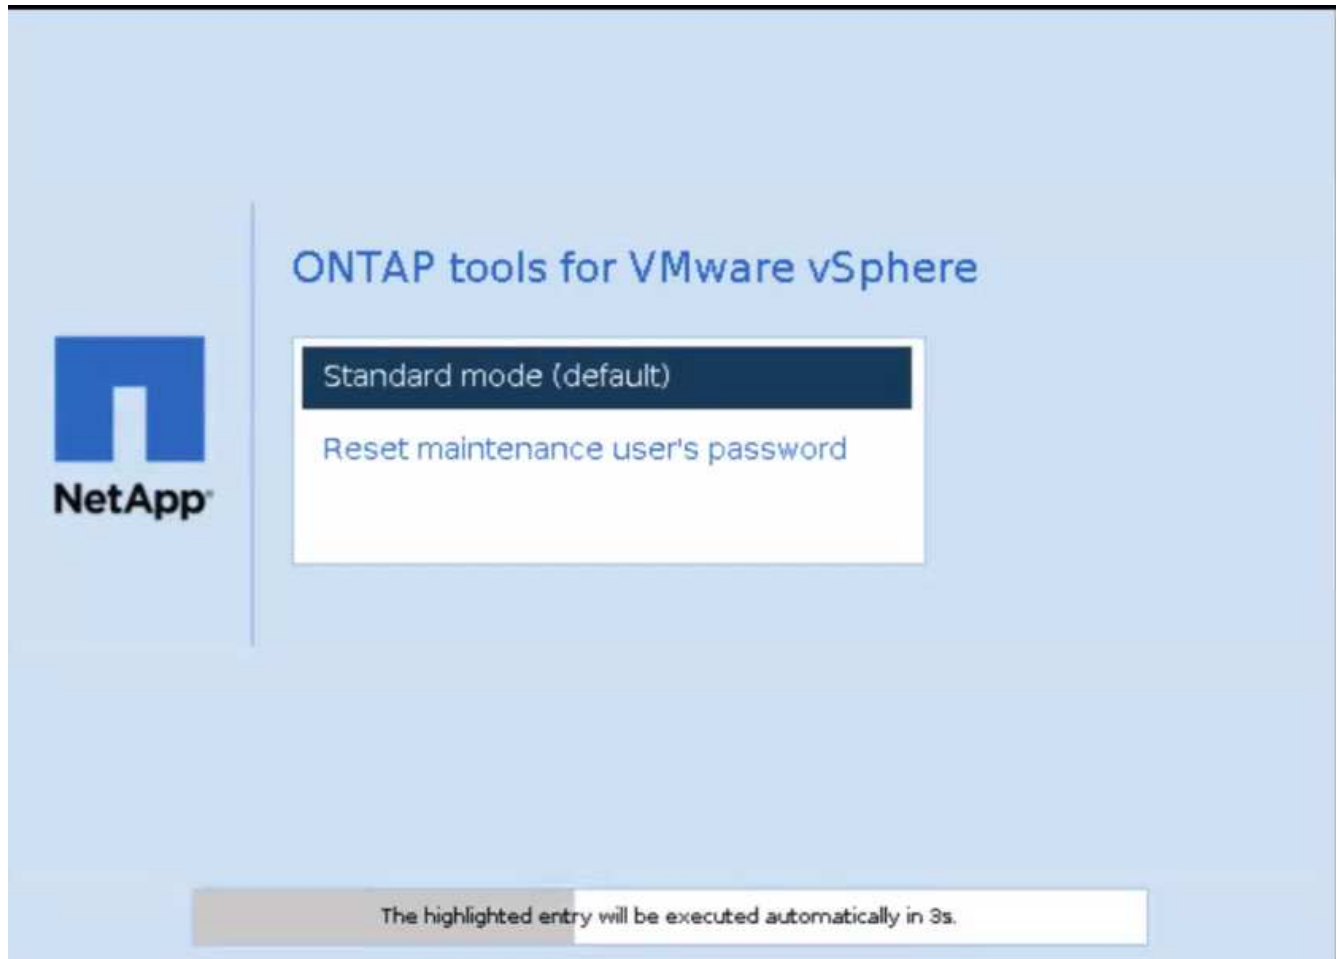 ONTAP tools for VMware vSphere
Standard mode (default)
Reset maintenance user's password
NetApp®
The highlighted entry will be executed automatically in 3s.